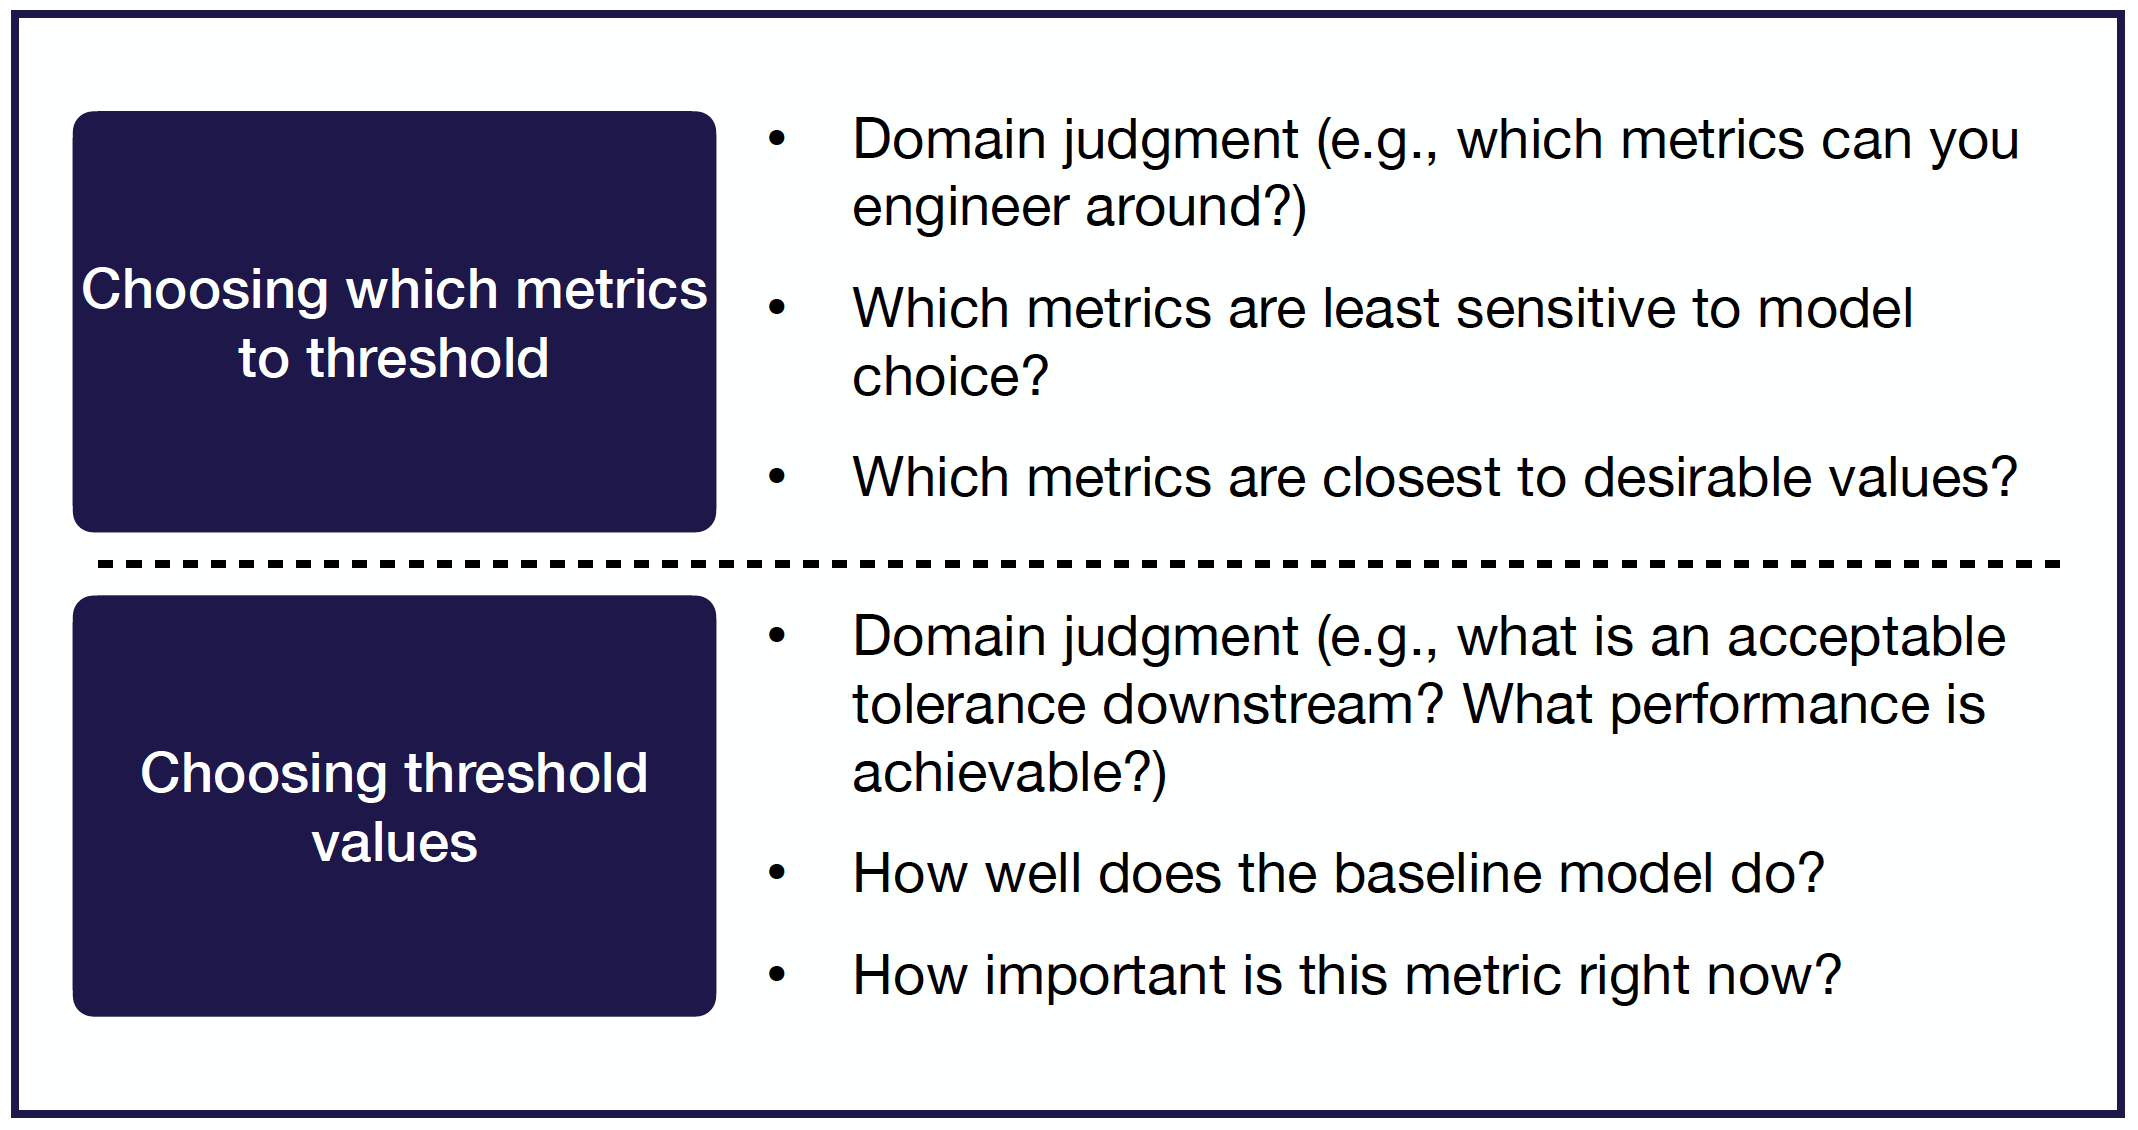 Choosing which metrics
to threshold
• Domain judgment (e.g., which metrics can you
engineer around?)
• Which metrics are least sensitive to model
choice?
• Which metrics are closest to desirable values?
Choosing threshold
values
• Domain judgment (e.g., what is an acceptable
tolerance downstream? What performance is
achievable?)
• How well does the baseline model do?
• How important is this metric right now?